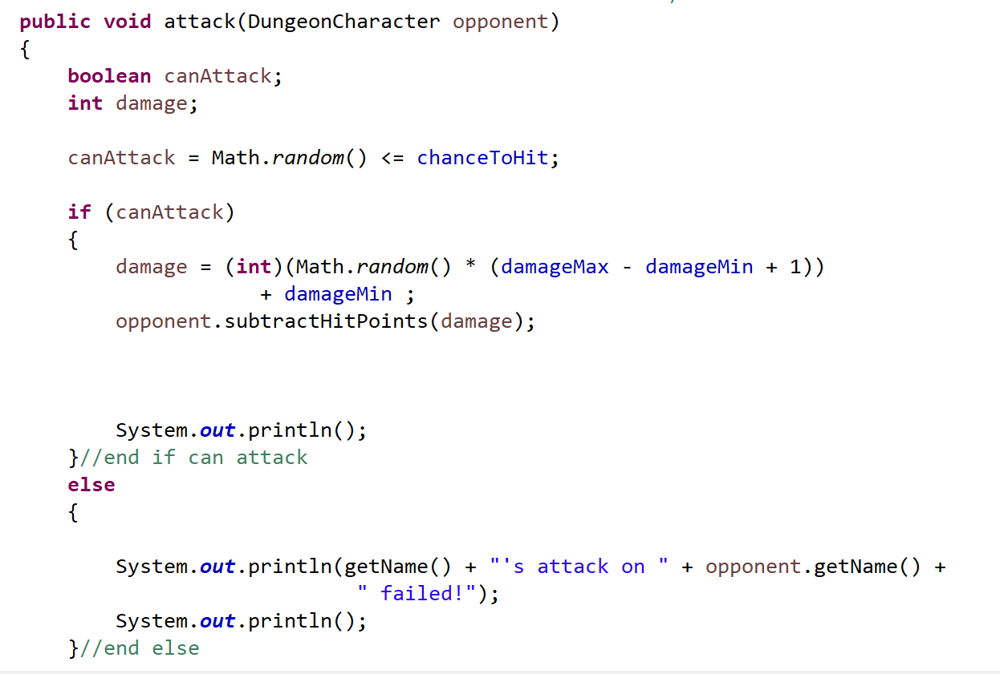 public void attack(DungeonCharacter opponent)
{
    boolean canAttack;
    int damage;

    canAttack = Math.random() <= chanceToHit;

    if (canAttack)
    {
        damage = (int)(Math.random() * (damageMax - damageMin + 1))
                    + damageMin ;
        opponent.subtractHitPoints(damage);



        System.out.println();
    }//end if can attack
    else
    {

        System.out.println(getName() + "'s attack on " + opponent.getName() +
                            " failed!");
        System.out.println();
    }//end else